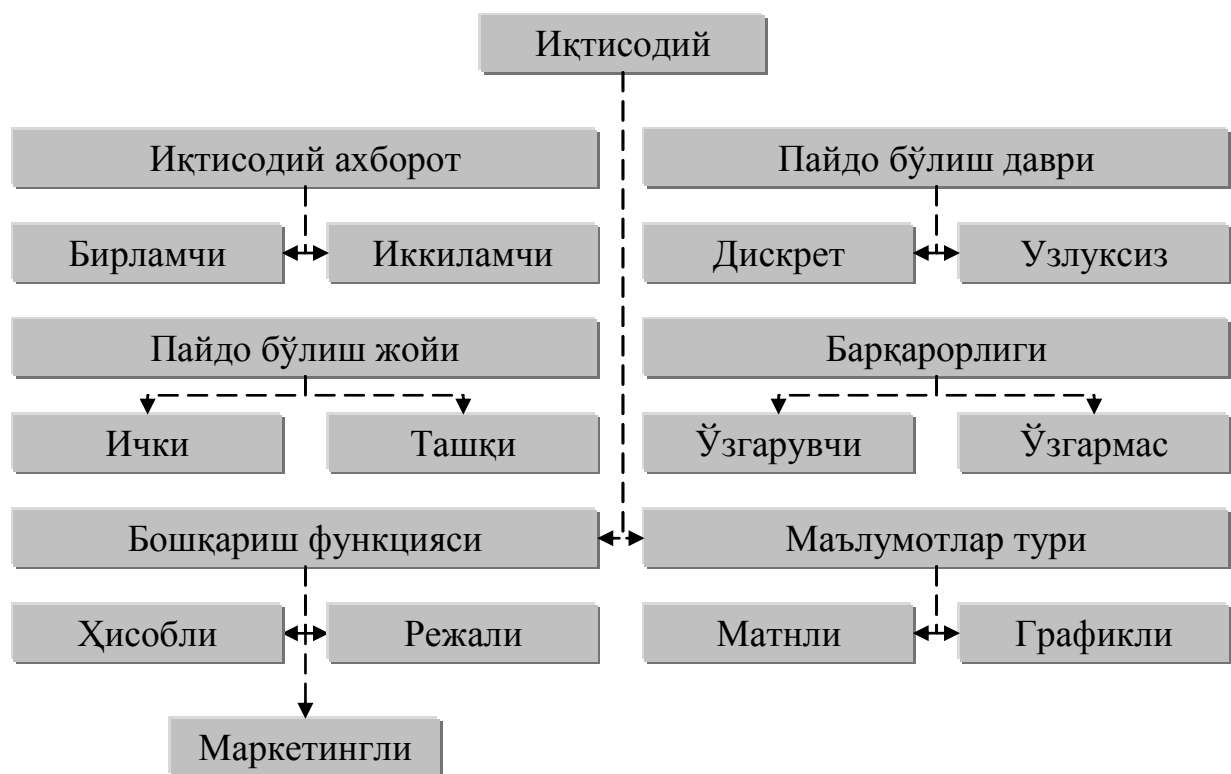 Иқтисодий
Иқтисодий ахборот
Пайдо бўлиш даври
Бирламчи
Иккиламчи
Дискрет
Узлуксиз
Пайдо бўлиш жойи
Барқарорлиги
Ички
Ташқи
Ўзгарувчи
Ўзгармас
Бошқариш функцияси
Маълумотлар тури
Ҳисобли
Режали
Матнли
Графикли
Маркетингли